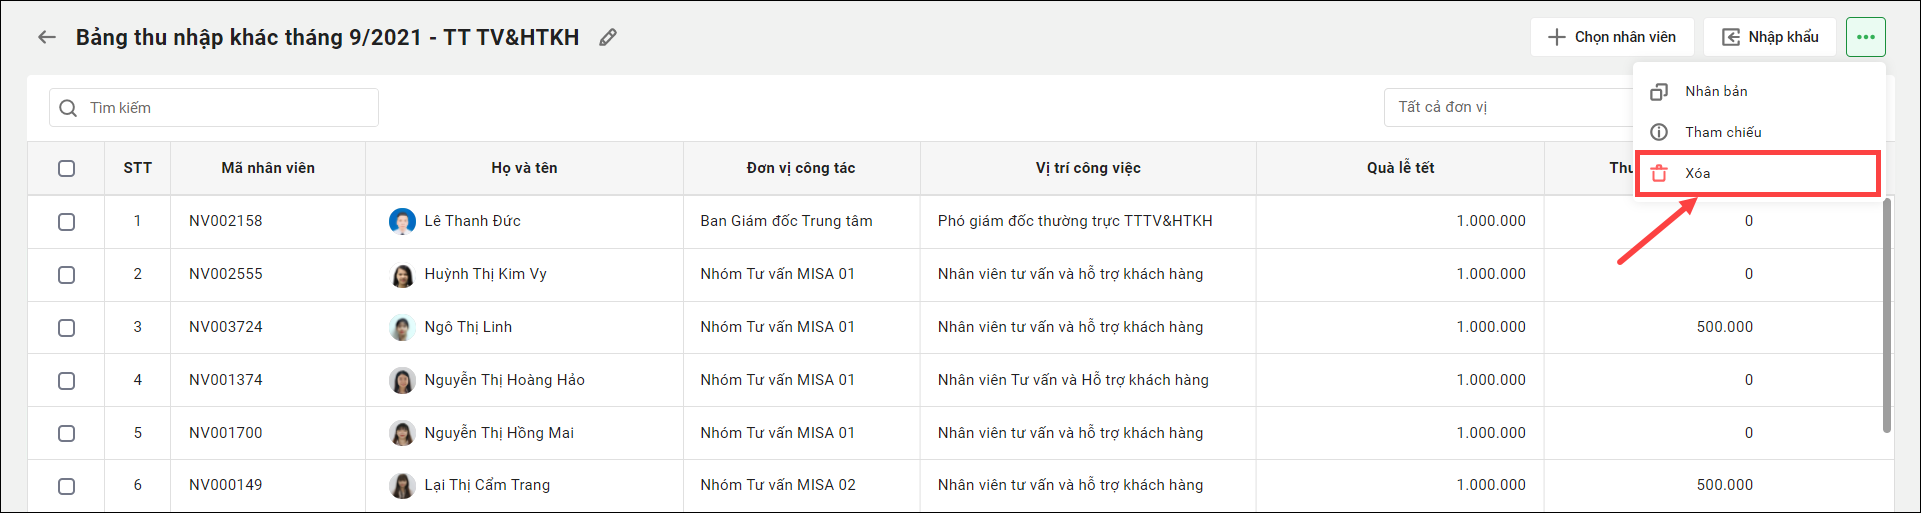 Bảng thu nhập khác tháng 9/2021 - TT TV&HTKH
Chọn nhân viên
Nhập khẩu
Nhân bản
Tham chiếu
Xóa
Tìm kiếm
Tất cả đơn vị
STT Mã nhân viên Họ và tên Đơn vị công tác Vị trí công việc Quà lễ tết
1 NV002158 Lê Thanh Đức Ban Giám đốc Trung tâm Phó giám đốc thường trực TTTV&HTKH 1.000.000 0
2 NV002555 Huỳnh Thị Kim Vy Nhóm Tư vấn MISA 01 Nhân viên tư vấn và hỗ trợ khách hàng 1.000.000 0
3 NV003724 Ngô Thị Linh Nhóm Tư vấn MISA 01 Nhân viên tư vấn và hỗ trợ khách hàng 1.000.000 500.000
4 NV001374 Nguyễn Thị Hoàng Hảo Nhóm Tư vấn MISA 01 Nhân viên Tư vấn và Hỗ trợ khách hàng 1.000.000 0
5 NV001700 Nguyễn Thị Hồng Mai Nhóm Tư vấn MISA 01 Nhân viên tư vấn và hỗ trợ khách hàng 1.000.000 0
6 NV000149 Lại Thị Cẩm Trang Nhóm Tư vấn MISA 02 Nhân viên tư vấn và hỗ trợ khách hàng 1.000.000 500.000